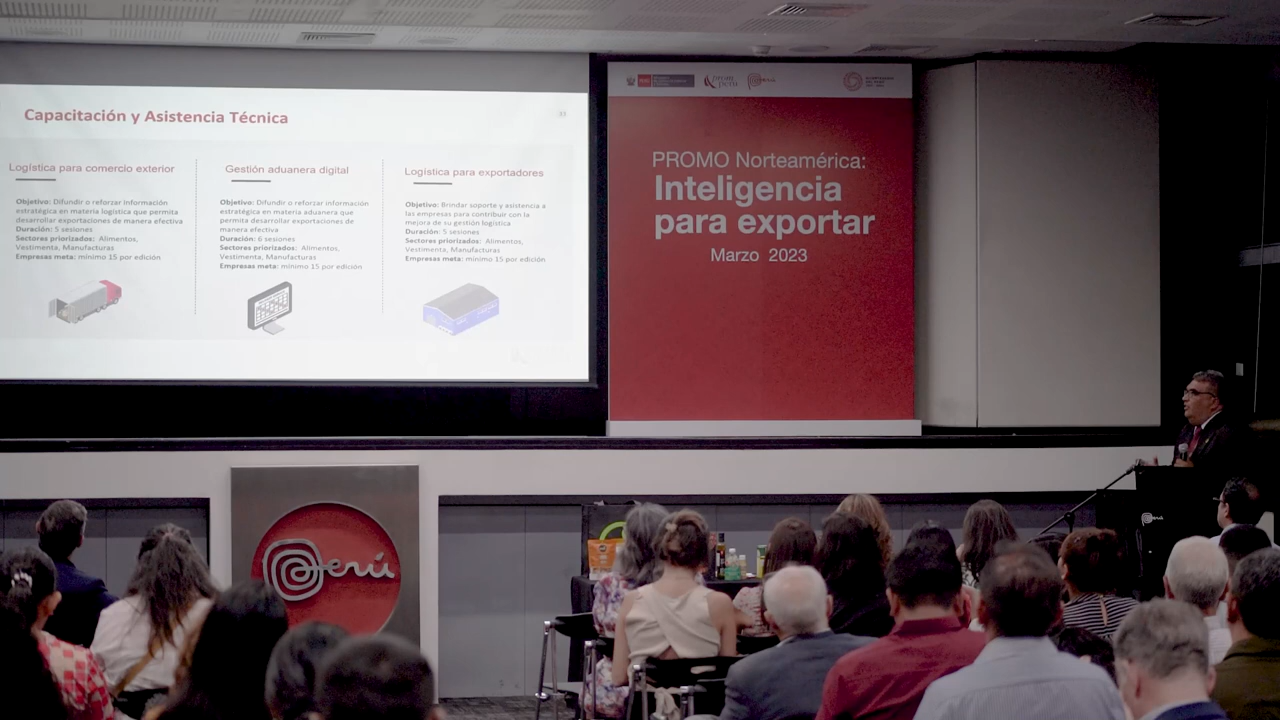 Capacitación y Asistencia Técnica
33
Logística para comercio exterior
Objetivo: Difundir o reforzar información
estratégica en materia logística que permita
desarrollar exportaciones de manera efectiva
Duración: 5 sesiones
Sectores priorizados: Alimentos,
Vestimenta, Manufacturas
Empresas meta: mínimo 15 por edición
Gestión aduanera digital
Objetivo: Difundir o reforzar información
estratégica en materia aduanera que
permita desarrollar exportaciones de
manera efectiva
Duración: 6 sesiones
Sectores priorizados: Alimentos,
Vestimenta, Manufacturas
Empresas meta: mínimo 15 por edición
Logística para exportadores
Objetivo: Brindar soporte y asistencia a
las empresas para contribuir con la
mejora de su gestión logística
Duración: 5 sesiones
Sectores priorizados: Alimentos,
Vestimenta, Manufacturas
Empresas meta: mínimo 15 por edición
prom
perú
PROMO Norteamérica:
Inteligencia
para exportar
Marzo 2023
Perú
Perú